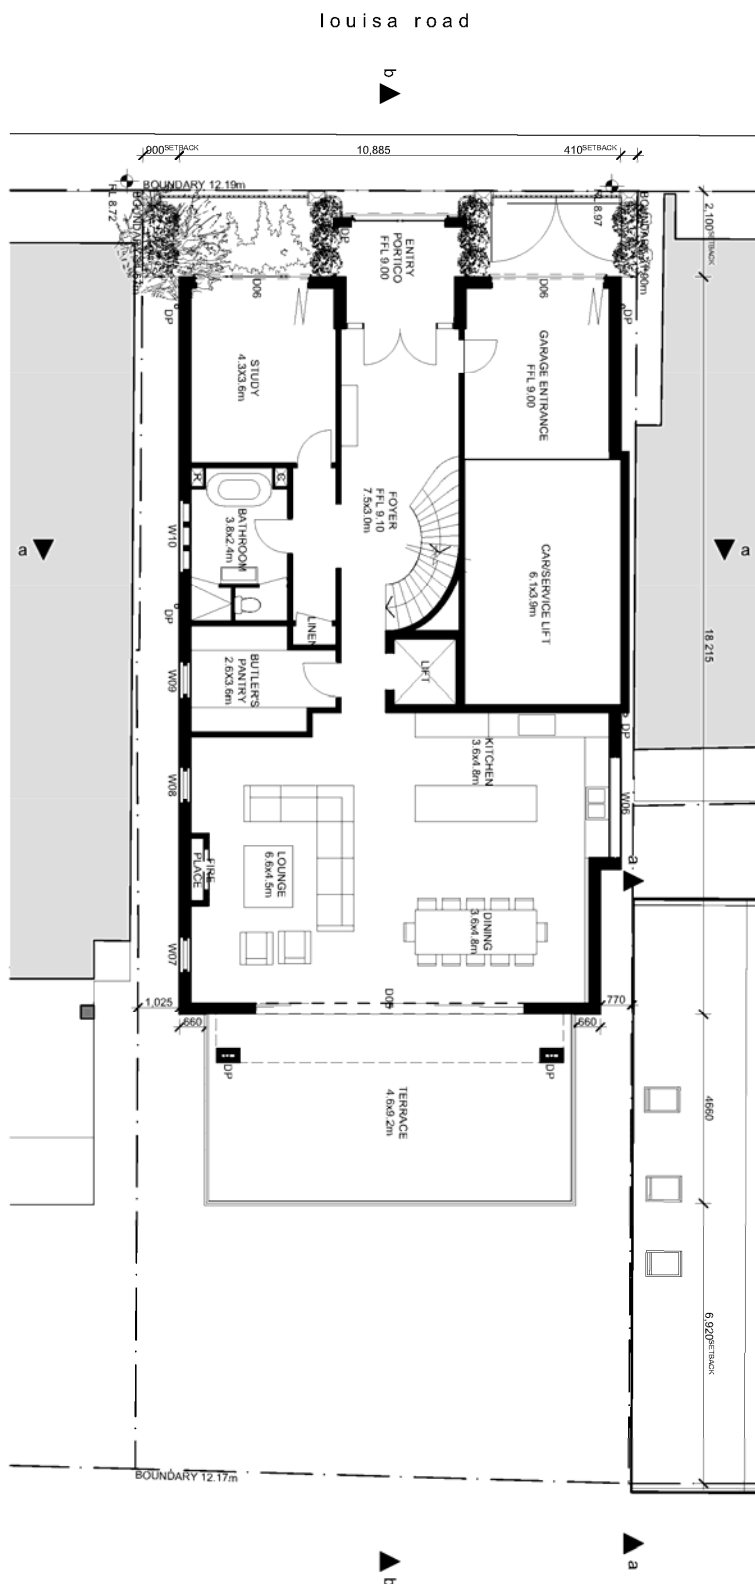 louisa road
b
900SETBACK
10,885
410SETBACK
BOUNDARY 12.19m
RL 8.72
RL 8.97
2,100SETBACK
DP
ENTRY
PORTICO
FFL 9.00
D06
D06
DP
DP
STUDY
4.3X3.6m
GARAGE ENTRANCE
FFL 9.00
FOYER
FFL 9.10
7.5x3.0m
W10
BATHROOM
3.8x2.4m
a
a
CAR/SERVICE LIFT
6.1x3.9m
DP
LINEN
18,215
W09
BUTLER'S
PANTRY
2.6X3.6m
LIFT
DP
KITCHEN
3.6x4.8m
W08
W06
FIRE
PLACE
LOUNGE
6.6x4.5m
a
DINING
3.6x4.8m
W07
D05
1,025
770
660
660
DP
DP
TERRACE
4.6x9.2m
4660
6,920SETBACK
BOUNDARY 12.17m
b
a